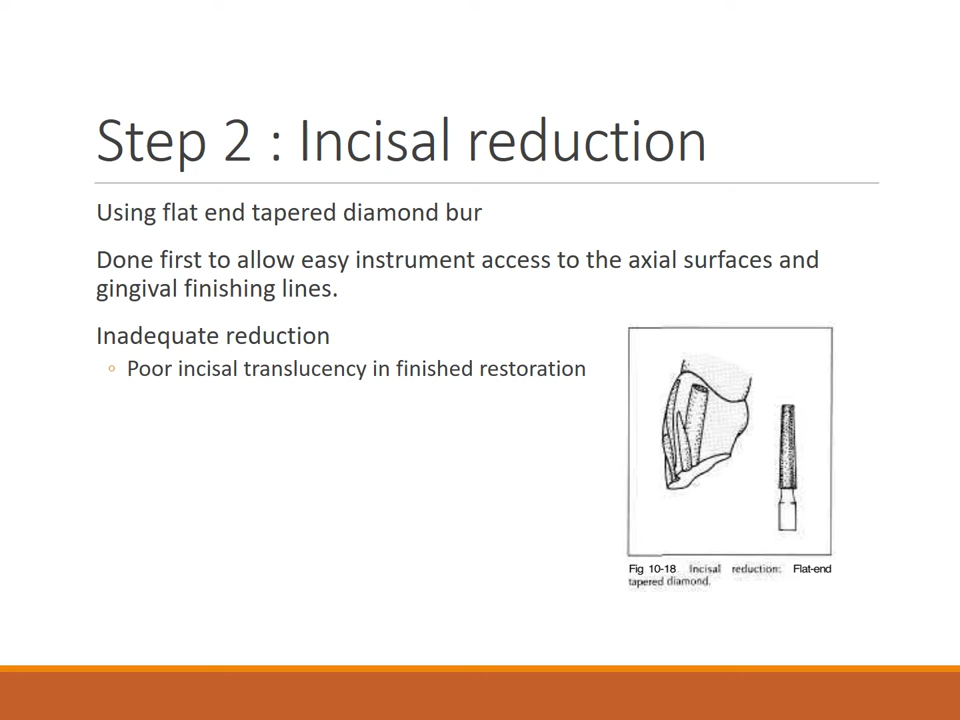 Step 2 : Incisal reduction
Using flat end tapered diamond bur
Done first to allow easy instrument access to the axial surfaces and
gingival finishing lines.
Inadequate reduction
◦ Poor incisal translucency in finished restoration
Fig 10-18 Incisal reduction: Flat-end
tapered diamond.